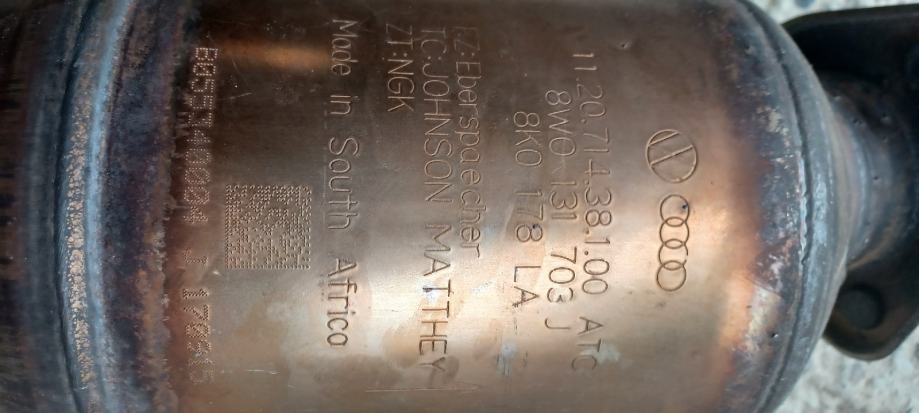 11.20.714.38.1.00 ATC
8W0 131 703 J
8K0 178 LA
EZ:Eberspaecher
TC:JOHNSON MATTHEY
ZT:NGK
Made in South Africa